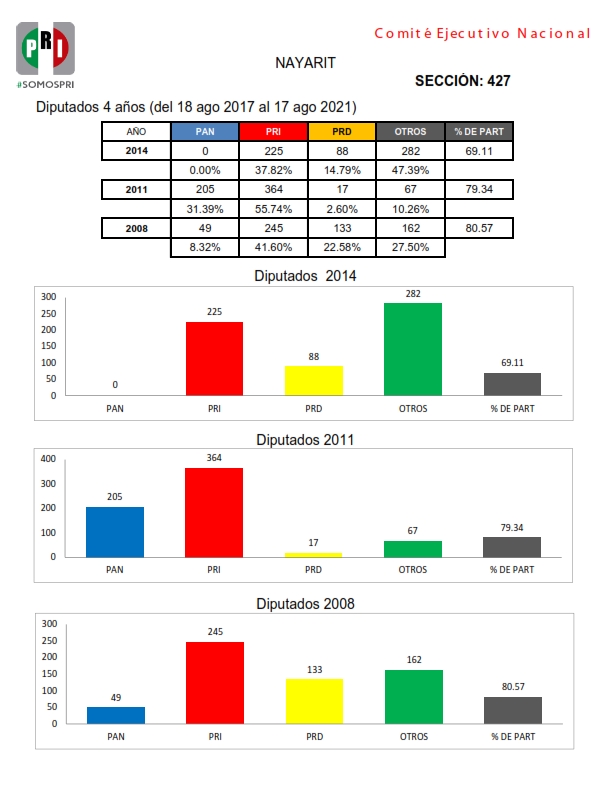 Comité Ejecutivo Nacional
PRI
#SOMOSPRI
NAYARIT
SECCIÓN: 427
Diputados 4 años (del 18 ago 2017 al 17 ago 2021)
AÑO PAN PRI PRD OTROS % DE PART
2014 0 225 88 282 69.11
0.00% 37.82% 14.79% 47.39%
2011 205 364 17 67 79.34
31.39% 55.74% 2.60% 10.26%
2008 49 245 133 162 80.57
8.32% 41.60% 22.58% 27.50%
Diputados 2014
300
250
200
150
100
50
0
0 225 88 282 69.11
PAN PRI PRD OTROS % DE PART
Diputados 2011
400
300
200
100
0
205 364 17 67 79.34
PAN PRI PRD OTROS % DE PART
Diputados 2008
300
250
200
150
100
50
0
49 245 133 162 80.57
PAN PRI PRD OTROS % DE PART